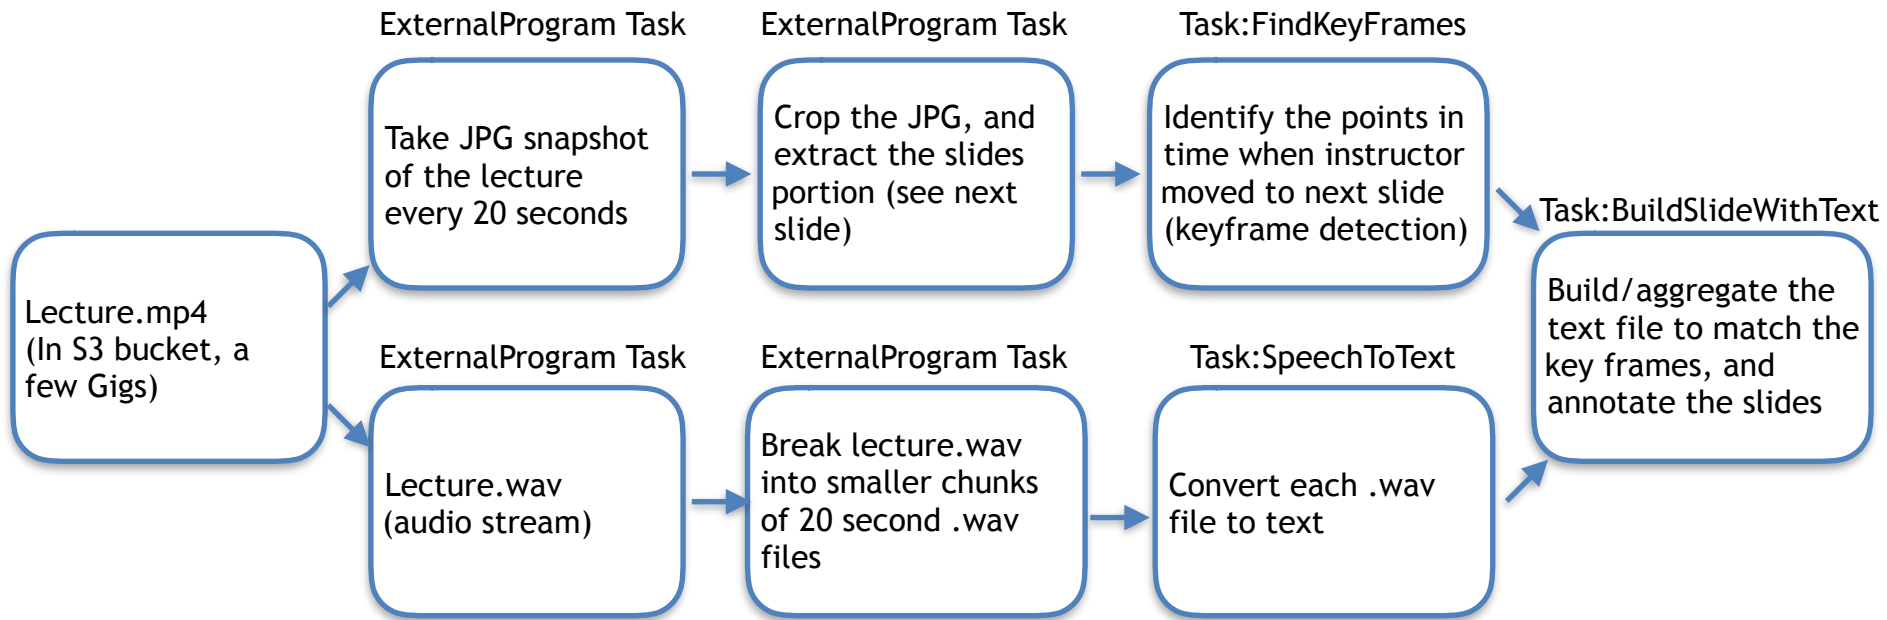 ExternalProgram Task
Take JPG snapshot
of the lecture
every 20 seconds
ExternalProgram Task
Crop the JPG, and
extract the slides
portion (see next
slide)
Task:FindKeyFrames
Identify the points in
time when instructor
moved to next slide
(keyframe detection)
Lecture.mp4
(In S3 bucket, a
few Gigs)
ExternalProgram Task
Lecture.wav
(audio stream)
ExternalProgram Task
Break lecture.wav
into smaller chunks
of 20 second .wav
files
Task:SpeechToText
Convert each .wav
file to text
Task:BuildSlideWithText
Build/aggregate the
text file to match the
key frames, and
annotate the slides